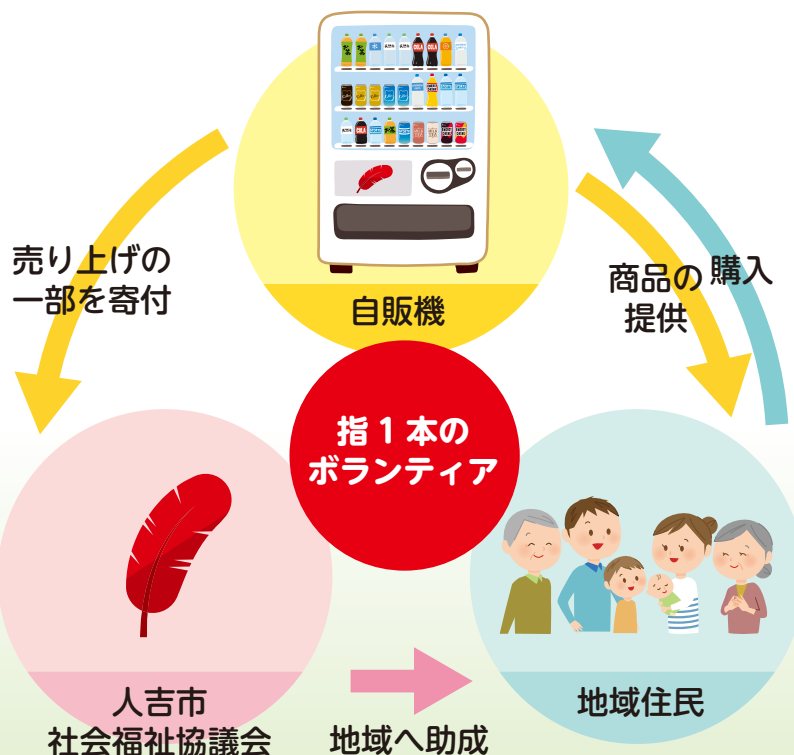 売り上げの
一部を寄付
自販機
商品の
提供
購入
指1本の
ボランティア
人吉市
社会福祉協議会
地域へ助成
地域住民